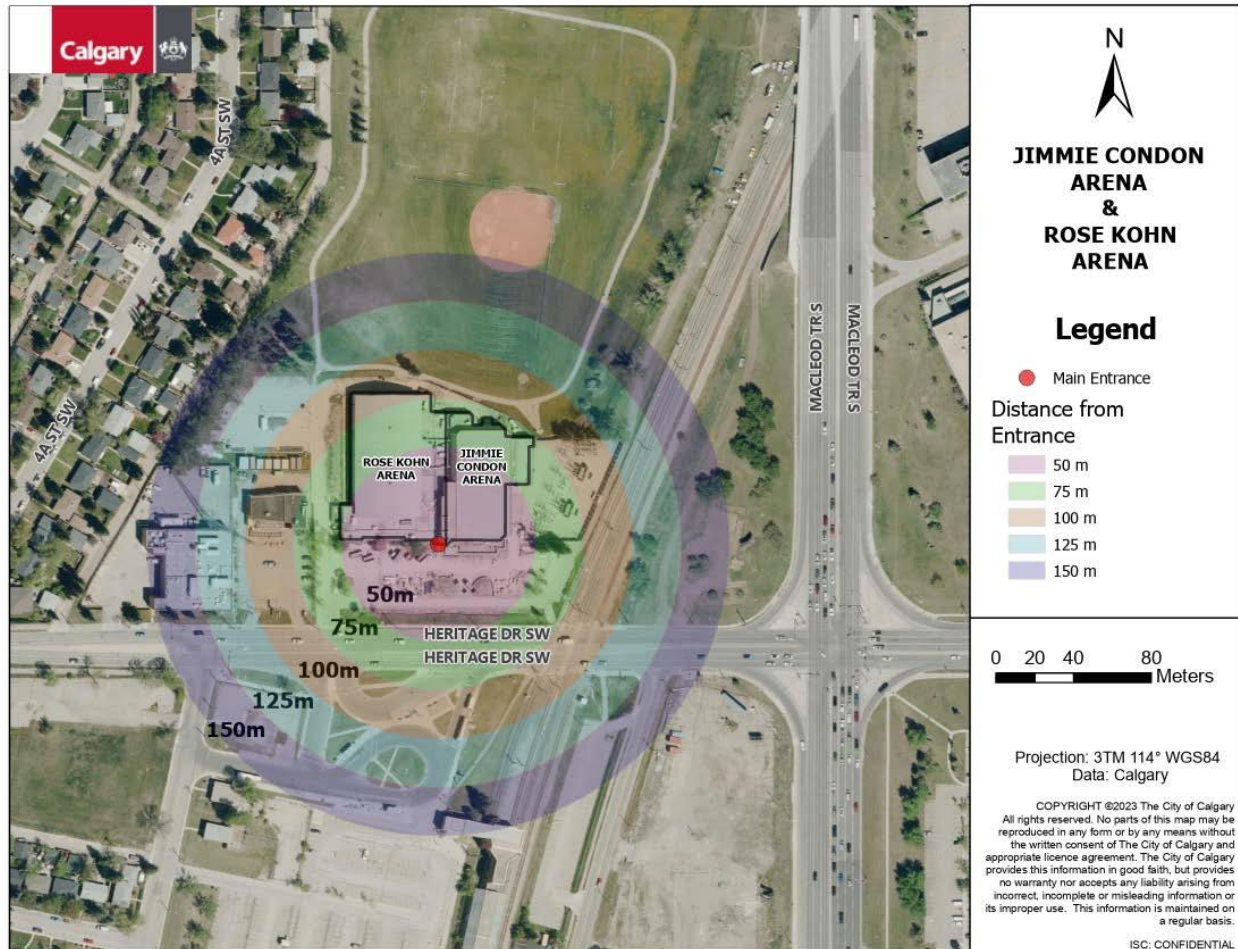 Calgary
4A ST SW
4A ST SW
MACLEOD TR S
MACLEOD TR S
ROSE KOHN
ARENA
JIMMIE
CONDON
ARENA
50m
75m
HERITAGE DR SW
HERITAGE DR SW
100m
125m
150m
N
JIMMIE CONDON
ARENA
&
ROSE KOHN
ARENA
Legend
Main Entrance
Distance from
Entrance
50 m
75 m
100 m
125 m
150 m
0 20 40 80
Meters
Projection: 3TM 114° WGS84
Data: Calgary
COPYRIGHT ©2023 The City of Calgary
All rights reserved. No parts of this map may be
reproduced in any form or by any means without
the written consent of The City of Calgary and
appropriate licence agreement. The City of Calgary
provides this information in good faith, but provides
no warranty nor accepts any liability arising from
incorrect, incomplete or misleading information or
its improper use. This information is maintained on
a regular basis.
ISC: CONFIDENTIAL